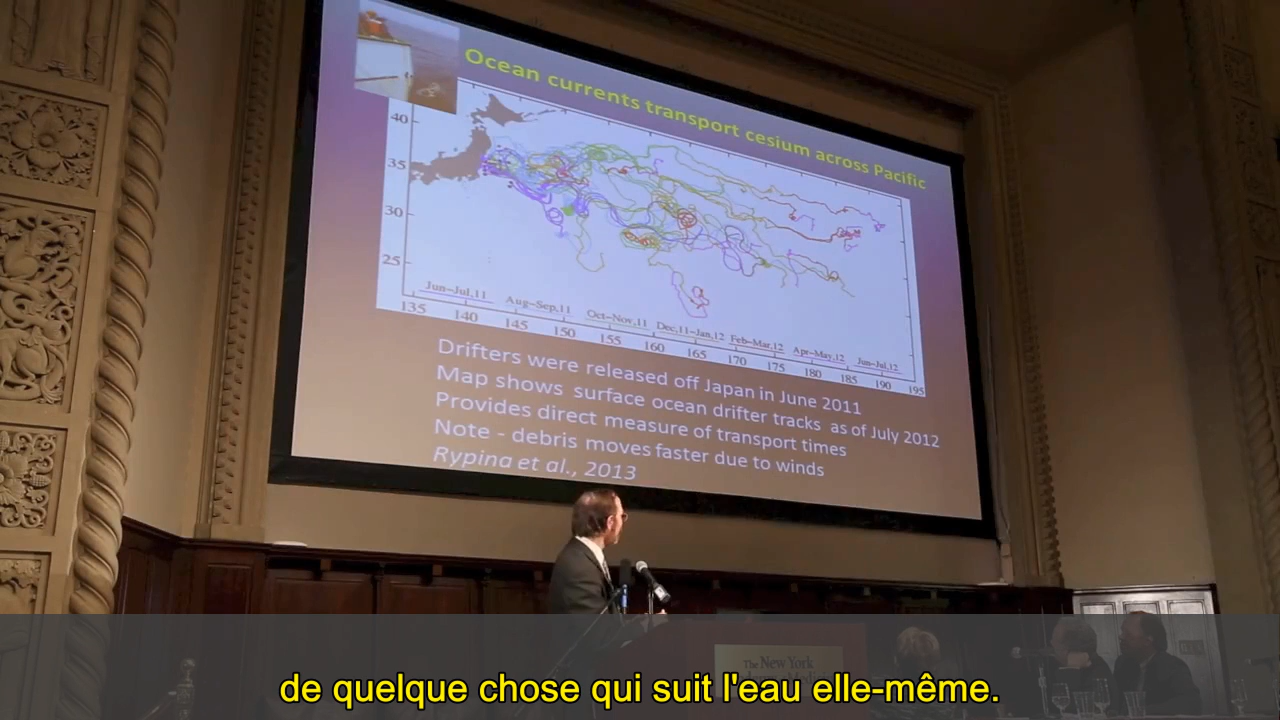 Ocean currents transport cesium across Pacific
40
35
30
25
Jun-Jul,11 Aug-Sep,11 Oct-Nov,11 Dec,11-Jan,12 Feb-Mar,12 Apr-May,12 Jun-Jul,12
135 140 145 150 155 160 165 170 175 180 185 190 195
Drifters were released off Japan in June 2011
Map shows surface ocean drifter tracks as of July 2012
Provides direct measure of transport times
Note - debris moves faster due to winds
Rypina et al., 2013
The New York
de quelque chose qui suit l'eau elle-même.